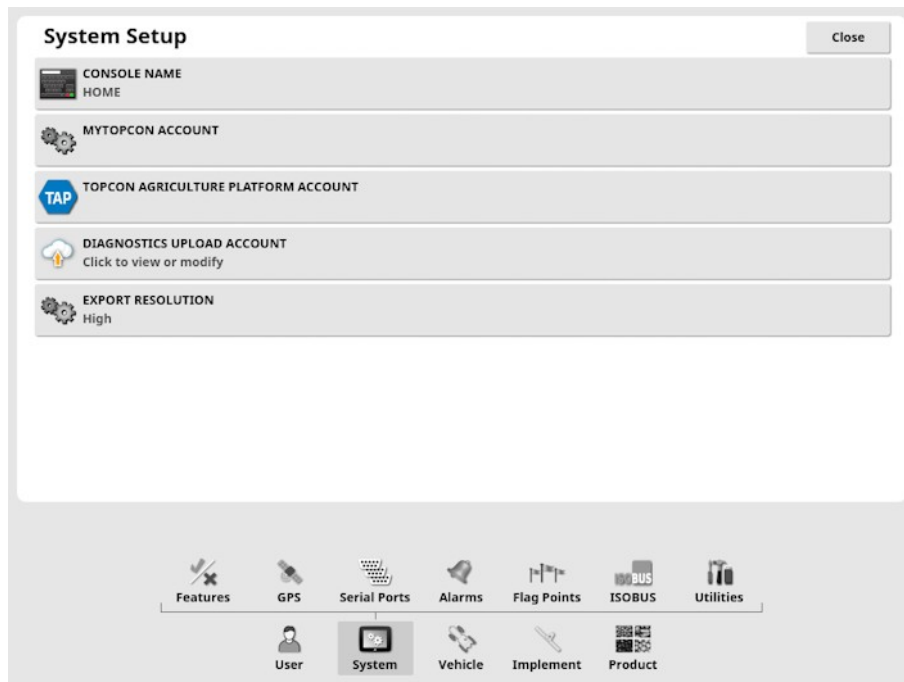 System Setup
Close
CONSOLE NAME
HOME
MYTOPCON ACCOUNT
TAP
TOPCON AGRICULTURE PLATFORM ACCOUNT
DIAGNOSTICS UPLOAD ACCOUNT
Click to view or modify
EXPORT RESOLUTION
High
ISOBUS
Features GPS Serial Ports Alarms Flag Points ISOBUS Utilities
User System Vehicle Implement Product